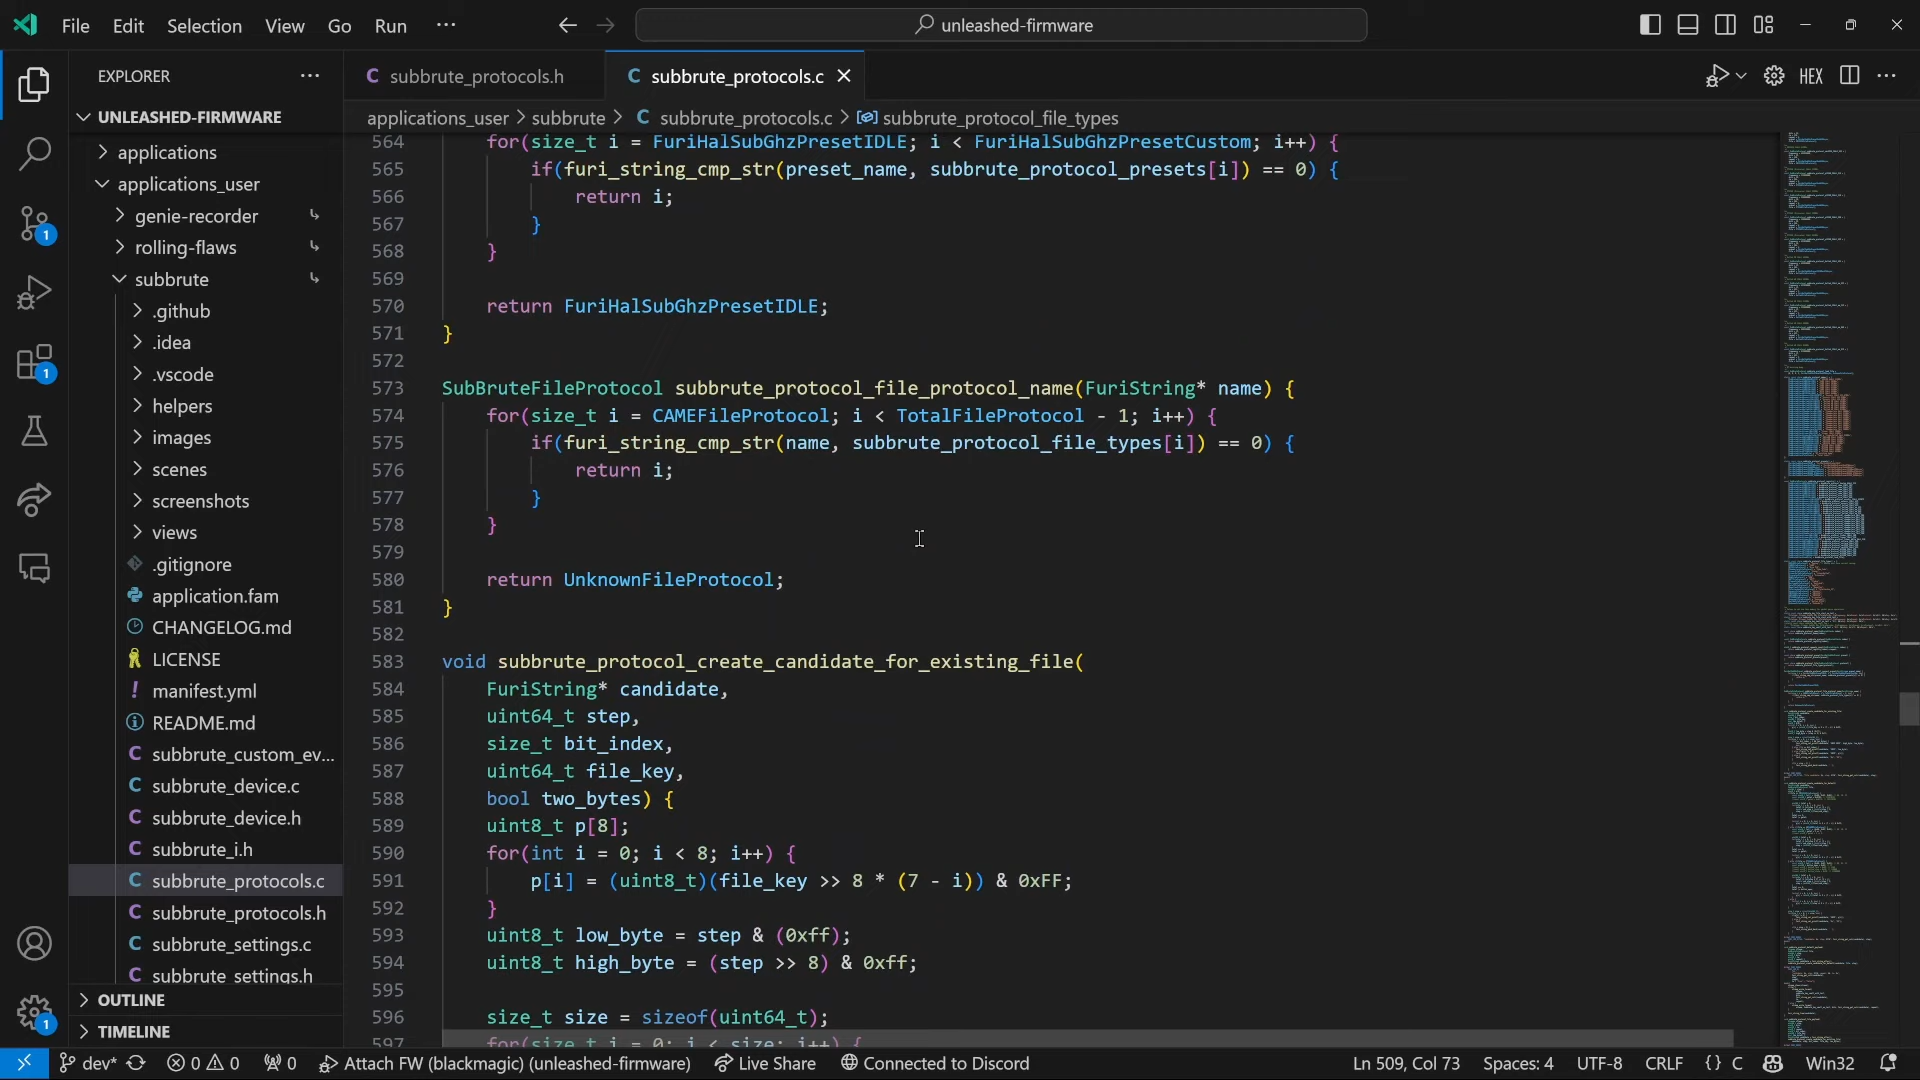 File Edit Selection View Go Run ···
unleashed-firmware
EXPLORER
subbrute_protocols.h
subbrute_protocols.c
HEX
UNLEASHED-FIRMWARE
applications_user > subbrute > subbrute_protocols.c > subbrute_protocol_file_types
applications
applications_user
genie-recorder
rolling-flaws
subbrute
.github
.idea
.vscode
helpers
images
scenes
screenshots
views
.gitignore
application.fam
CHANGELOG.md
LICENSE
manifest.yml
README.md
subbrute_custom_ev...
subbrute_device.c
subbrute_device.h
subbrute_i.h
subbrute_protocols.c
subbrute_protocols.h
subbrute_settings.c
subbrute_settings.h
OUTLINE
TIMELINE
1
1
1
564 for(size_t i = FuriHalSubGhzPresetIDLE; i < FuriHalSubGhzPresetCustom; i++) {
565 if(furi_string_cmp_str(preset_name, subbrute_protocol_presets[i]) == 0) {
566 return i;
567 }
568 }
569
570 return FuriHalSubGhzPresetIDLE;
571 }
572
573 SubBruteFileProtocol subbrute_protocol_file_protocol_name(FuriString* name) {
574 for(size_t i = CAMEFileProtocol; i < TotalFileProtocol - 1; i++) {
575 if(furi_string_cmp_str(name, subbrute_protocol_file_types[i]) == 0) {
576 return i;
577 }
578 }
579
580 return UnknownFileProtocol;
581 }
582
583 void subbrute_protocol_create_candidate_for_existing_file(
584 FuriString* candidate,
585 uint64_t step,
586 size_t bit_index,
587 uint64_t file_key,
588 bool two_bytes) {
589 uint8_t p[8];
590 for(int i = 0; i < 8; i++) {
591 p[i] = (uint8_t)(file_key >> 8 * (7 - i)) & 0xFF;
592 }
593 uint8_t low_byte = step & (0xff);
594 uint8_t high_byte = (step >> 8) & 0xff;
595
596 size_t size = sizeof(uint64_t);
597 for(size_t i = 0; i < size; i++) {
dev* 0 0 0 Attach FW (blackmagic) (unleashed-firmware) Live Share Connected to Discord Ln 509, Col 73 Spaces: 4 UTF-8 CRLF {} C Win32